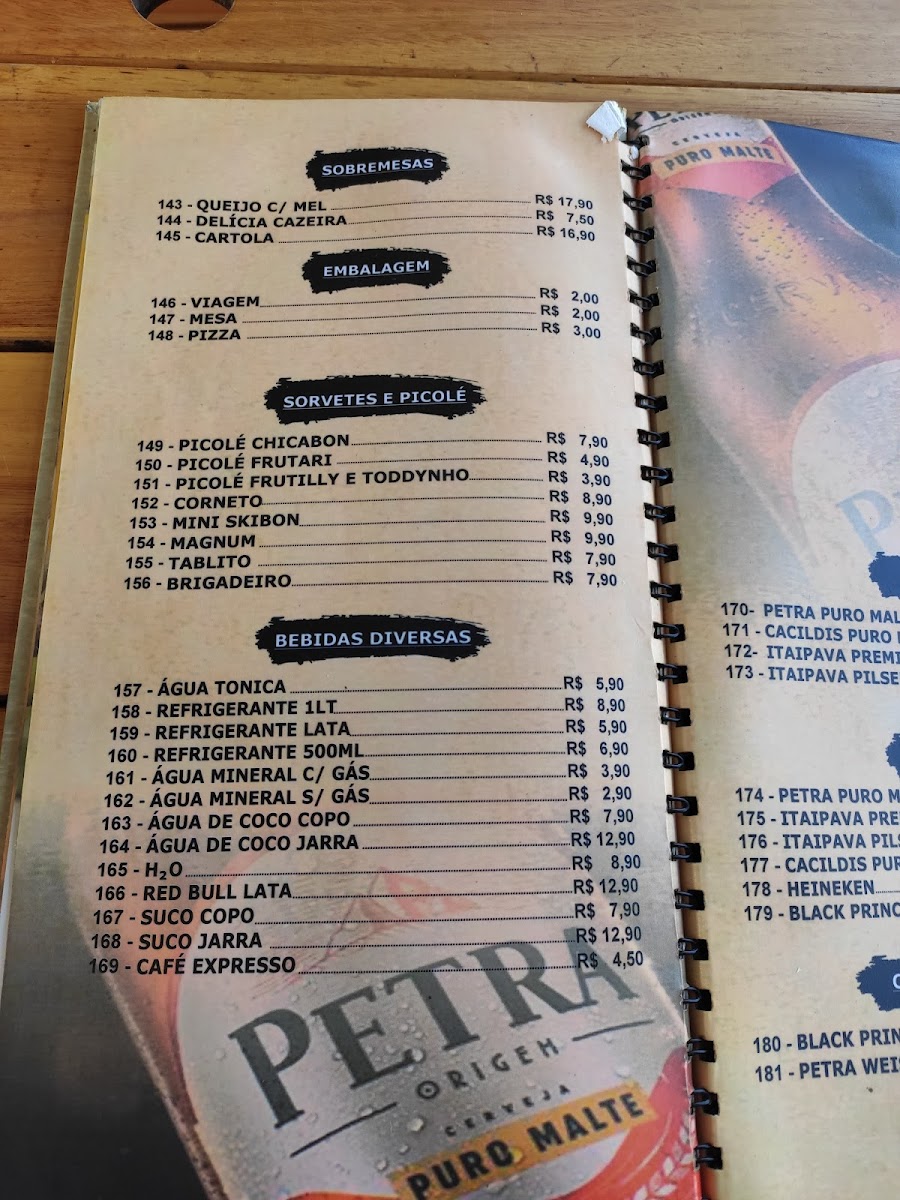 SOBREMESAS
143 - QUEIJO C/ MEL R$ 17,90
144 - DELÍCIA CAZEIRA R$ 7,50
145 - CARTOLA R$ 16,90
EMBALAGEM
146 - VIAGEM R$ 2,00
147 - MESA R$ 2,00
148 - PIZZA R$ 3,00
SORVETES E PICOLÉ
149 - PICOLÉ CHICABON R$ 7,90
150 - PICOLÉ FRUTARI R$ 4,90
151 - PICOLÉ FRUTILLY E TODDYNHO R$ 3,90
152 - CORNETO R$ 8,90
153 - MINI SKIBON R$ 9,90
154 - MAGNUM R$ 9,90
155 - TABLITO R$ 7,90
156 - BRIGADEIRO R$ 7,90
BEBIDAS DIVERSAS
157 - ÁGUA TONICA R$ 5,90
158 - REFRIGERANTE 1LT R$ 8,90
159 - REFRIGERANTE LATA R$ 5,90
160 - REFRIGERANTE 500ML R$ 6,90
161 - ÁGUA MINERAL C/ GÁS R$ 3,90
162 - ÁGUA MINERAL S/ GÁS R$ 2,90
163 - ÁGUA DE COCO COPO R$ 7,90
164 - ÁGUA DE COCO JARRA R$ 12,90
165 - H₂O R$ 8,90
166 - RED BULL LATA R$ 12,90
167 - SUCO COPO R$ 7,90
168 - SUCO JARRA R$ 12,90
169 - CAFÉ EXPRESSO R$ 4,50
PETRA
ORIGEM
CERVEJA
PURO MALTE
CERVEJA
PURO MALTE
170- PETRA PURO
171 - CACILDIS PURO
172- ITAIPAVA
173 - ITAIPAVA
174 - PETRA PURO
175 - ITAIPAVA
176 - ITAIPAVA
177 - CACILDIS
178 - HEINEKEN
179 - BLACK
180 - BLACK
181 - PETRA